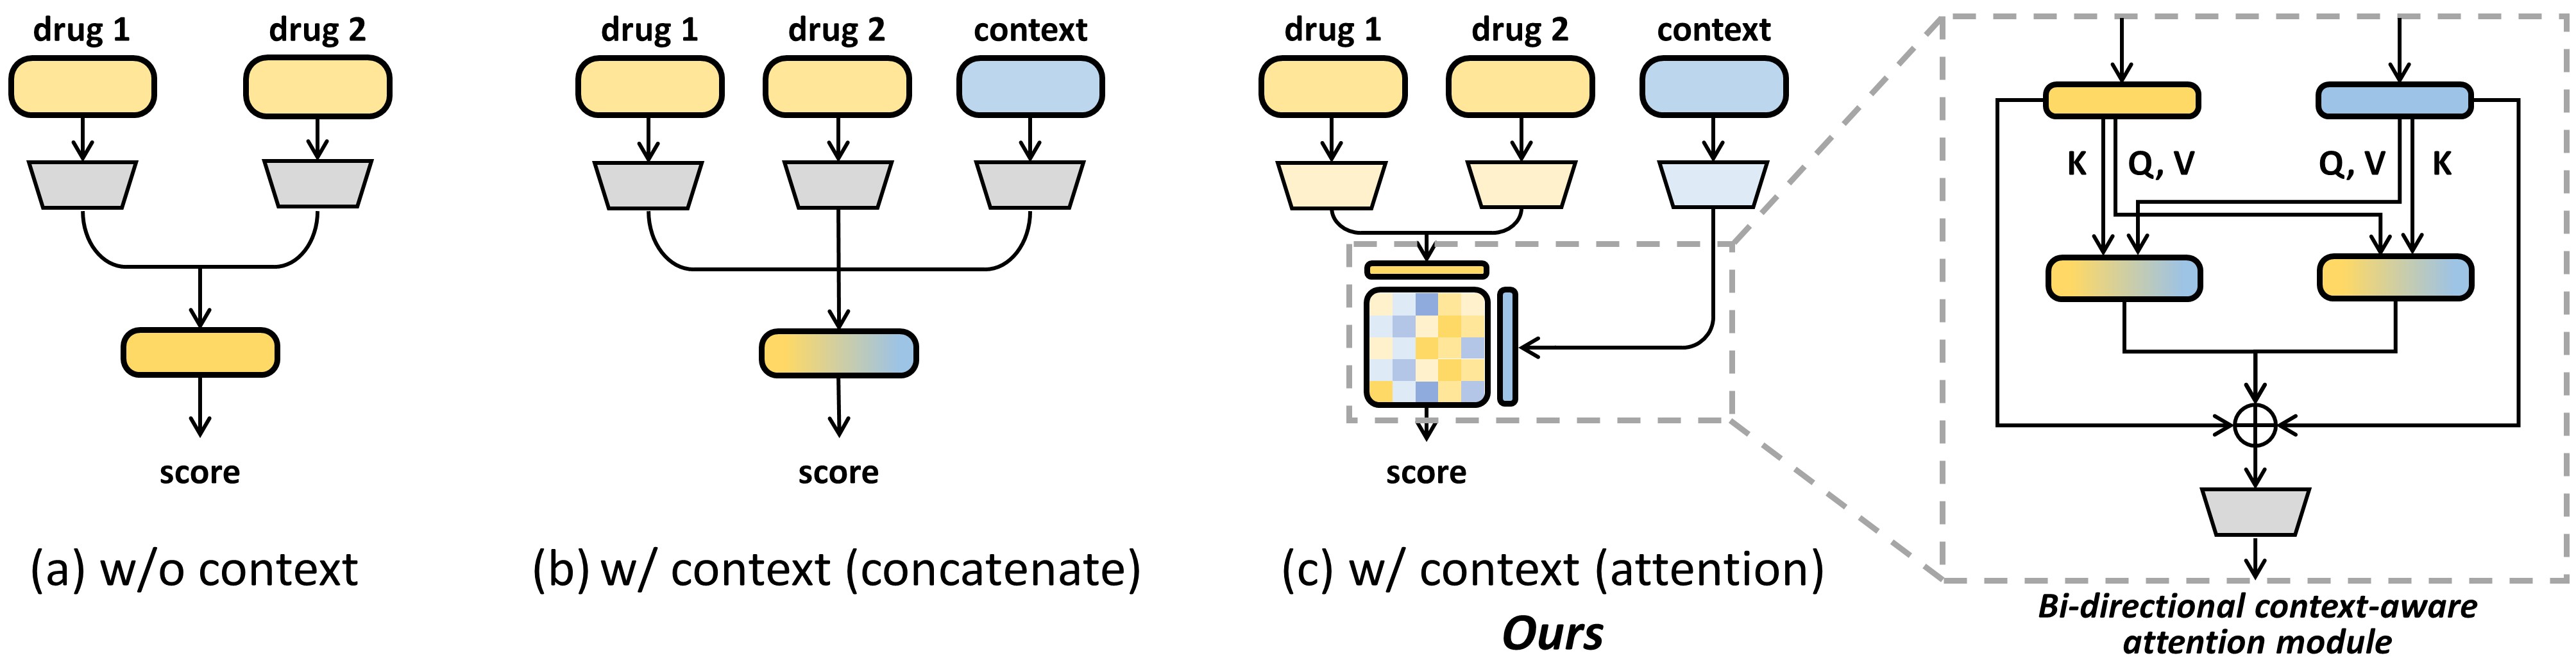 drug 1
drug 2
score
(a) w/o context
drug 1
drug 2
context
score
(b) w/ context (concatenate)
drug 1
drug 2
context
score
(c) w/ context (attention)
Ours
K
Q, V
Q, V
K
Bi-directional context-aware
attention module